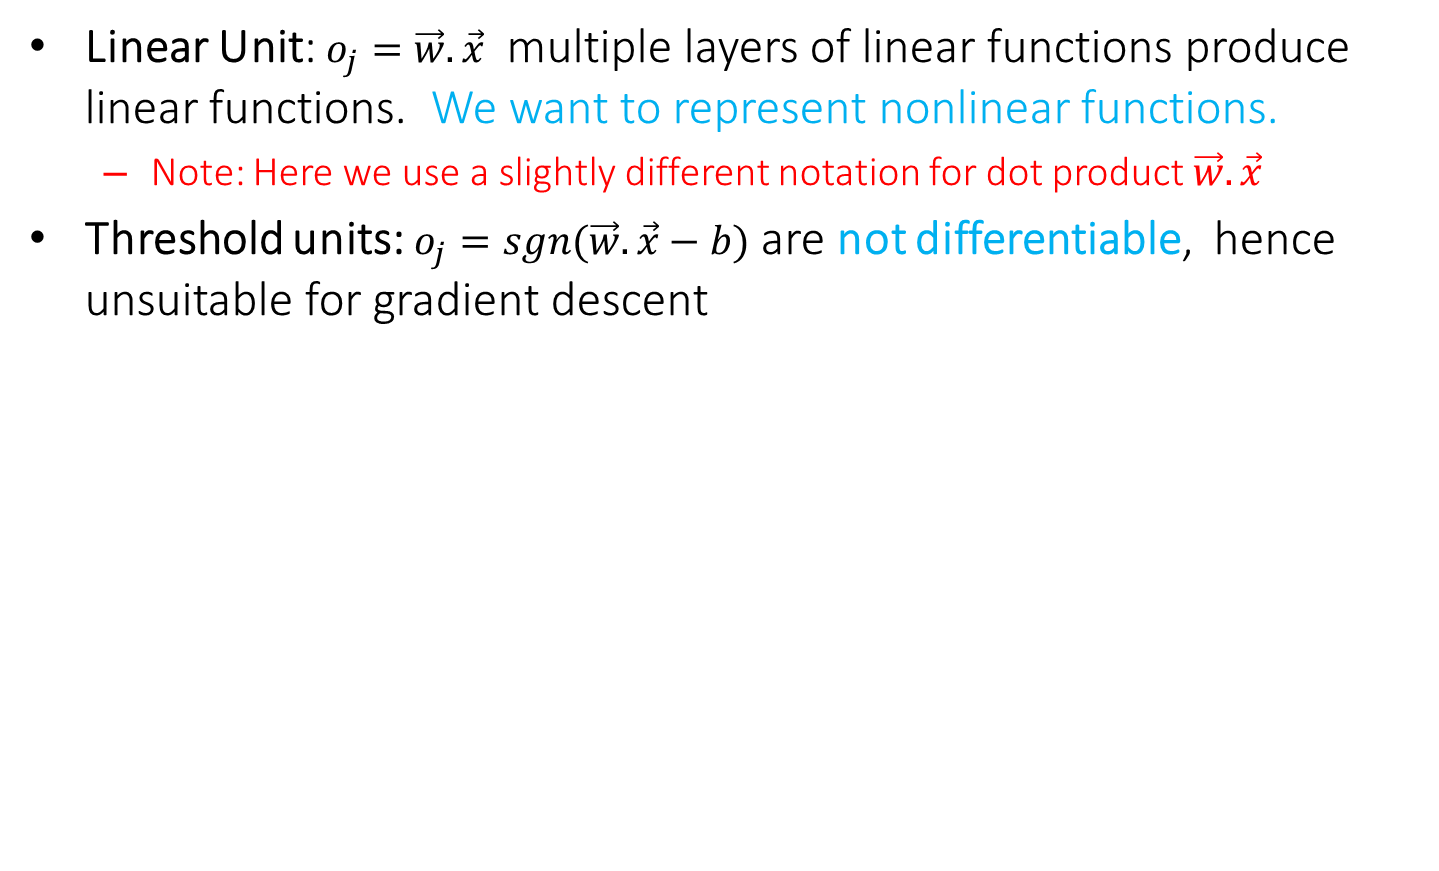 • Linear Unit: o_j = w⃗. x⃗ multiple layers of linear functions produce
linear functions. We want to represent nonlinear functions.
– Note: Here we use a slightly different notation for dot product w⃗. x⃗
• Threshold units: o_j = sgn(w⃗. x⃗ − b) are not differentiable, hence
unsuitable for gradient descent